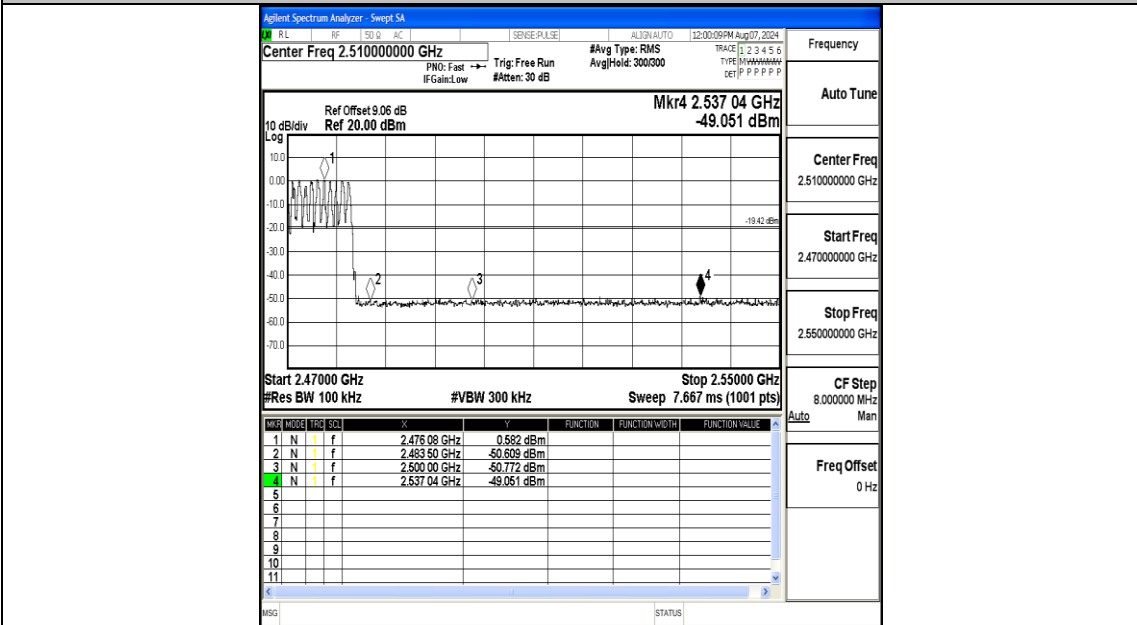 Agilent Spectrum Analyzer - Swept SA
RL RF 50 Ω AC SENSE:PULSE ALIGN AUTO 12:00:09 PM Aug 07, 2024
Center Freq 2.510000000 GHz
PNO: Fast
IFGain:Low
Trig: Free Run
#Atten: 30 dB
#Avg Type: RMS
Avg|Hold: 300/300
TRACE 1 2 3 4 5 6
TYPE
DET P P P P P P
Frequency
Auto Tune
Center Freq
2.510000000 GHz
Start Freq
2.470000000 GHz
Stop Freq
2.550000000 GHz
CF Step
8.000000 MHz
Auto Man
Freq Offset
0 Hz
Mkr4 2.537 04 GHz
-49.051 dBm
Ref Offset 9.06 dB
Ref 20.00 dBm
10 dB/div
Log
10.0
0.00
-10.0
-20.0
-30.0
-40.0
-50.0
-60.0
-70.0
1
2
3
4
-19.42 dBm
Start 2.47000 GHz Stop 2.55000 GHz
#Res BW 100 kHz #VBW 300 kHz Sweep 7.667 ms (1001 pts)
MKR MODE TRC SCL X Y FUNCTION FUNCTION WIDTH FUNCTION VALUE
1 N 1 f 2.476 08 GHz 0.582 dBm
2 N 1 f 2.483 50 GHz -50.609 dBm
3 N 1 f 2.500 00 GHz -50.772 dBm
4 N 1 f 2.537 04 GHz -49.051 dBm
5
6
7
8
9
10
11
MSG STATUS